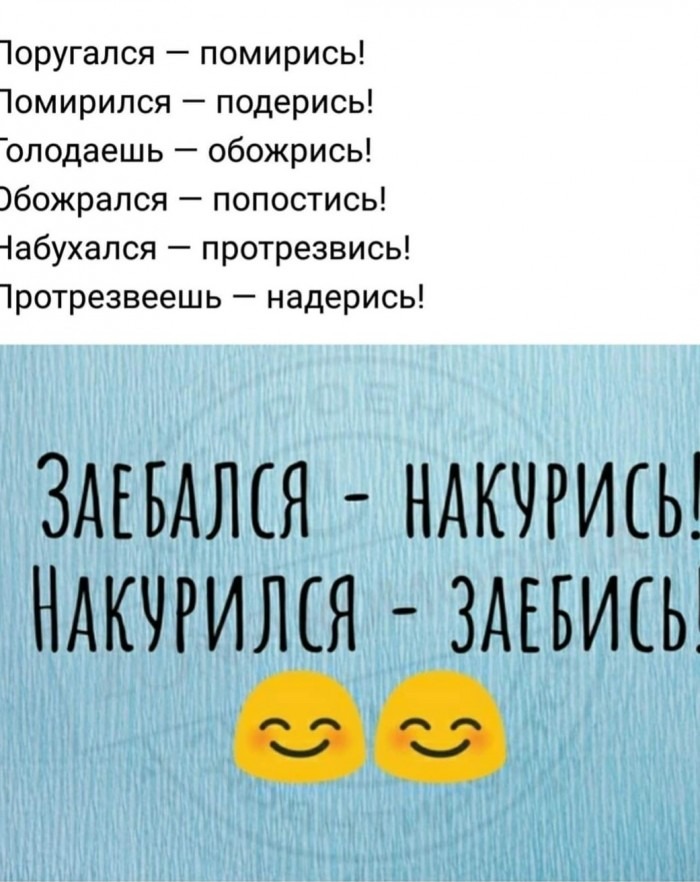 Поругался — помирись!
Помирился — подерись!
Голодаешь — обожрись!
Обожрался — попостись!
Набухался — протрезвись!
Протрезвеешь — надерись!
Заебался - накурись!
Накурился - заебись!